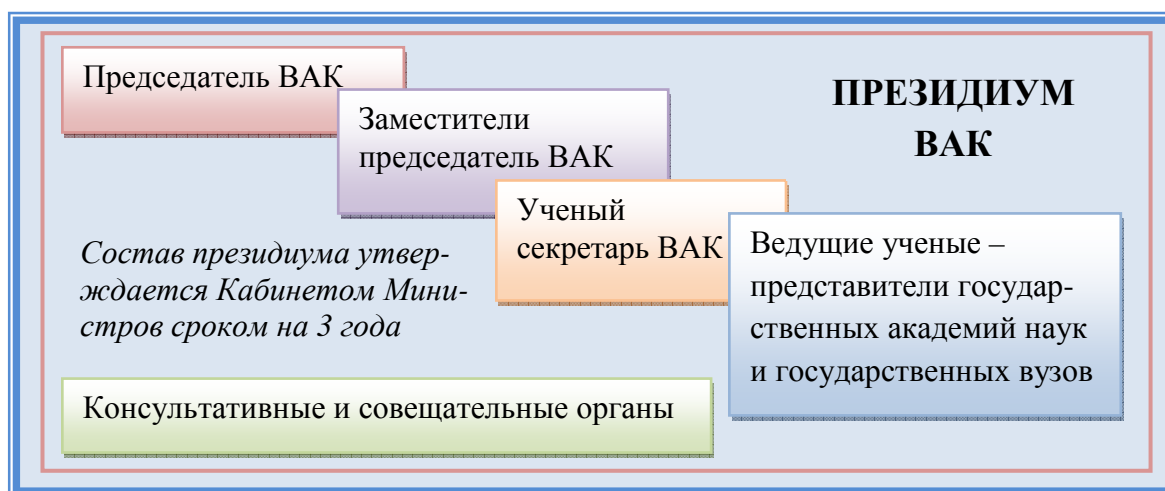 Председатель ВАК
ПРЕЗИДИУМ
ВАК
Заместители
председатель ВАК
Ученый
секретарь ВАК
Ведущие ученые –
представители государ-
ственных академий наук
и государственных вузов
Состав президиума утвер-
ждается Кабинетом Мини-
стров сроком на 3 года
Консультативные и совещательные органы